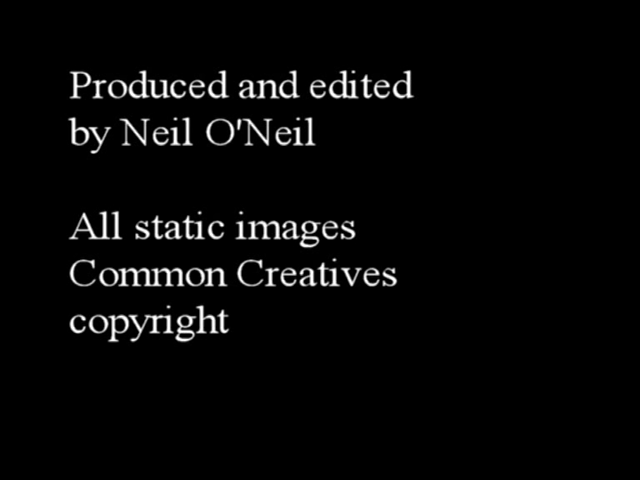 Produced and edited
by Neil O'Neil
All static images
Common Creatives
copyright